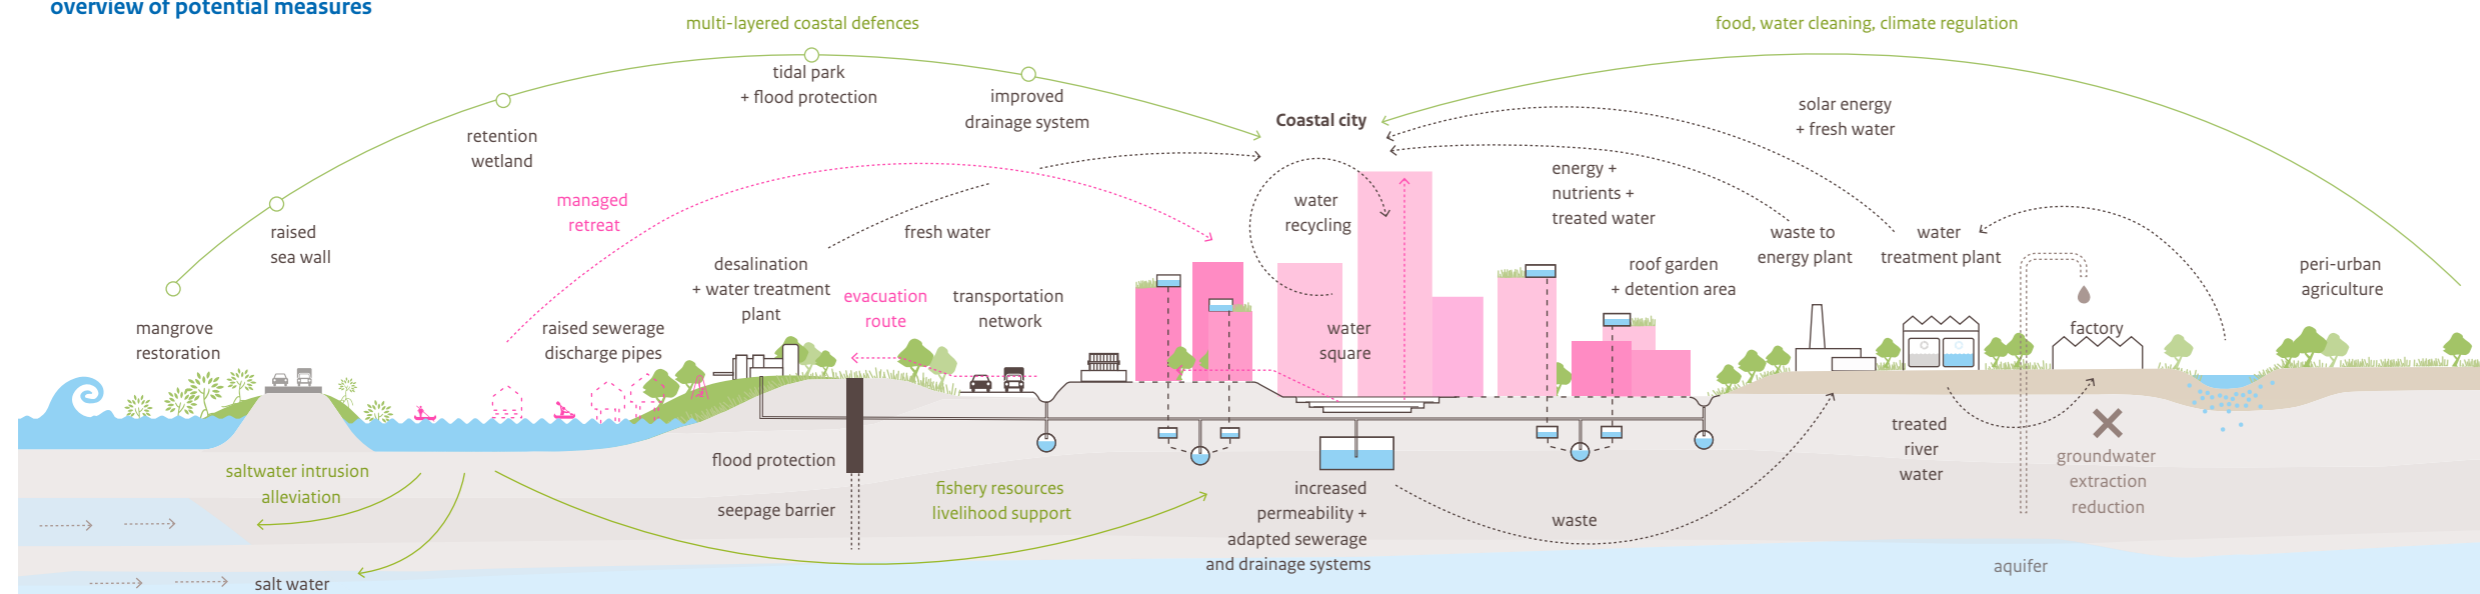 overview of potential measures
multi-layered coastal defences
food, water cleaning, climate regulation
tidal park
+ flood protection
improved
drainage system
Coastal city
solar energy
+ fresh water
retention
wetland
energy +
nutrients +
treated water
managed
retreat
water
recycling
raised
sea wall
fresh water
waste to
energy plant
water
treatment plant
desalination
+ water treatment
plant
roof garden
+ detention area
peri-urban
agriculture
evacuation
route
transportation
network
mangrove
restoration
raised sewerage
discharge pipes
water
square
factory
saltwater intrusion
alleviation
flood protection
seepage barrier
fishery resources
livelihood support
increased
permeability +
adapted sewerage
and drainage systems
waste
treated
river
water
groundwater
extraction
reduction
salt water
aquifer